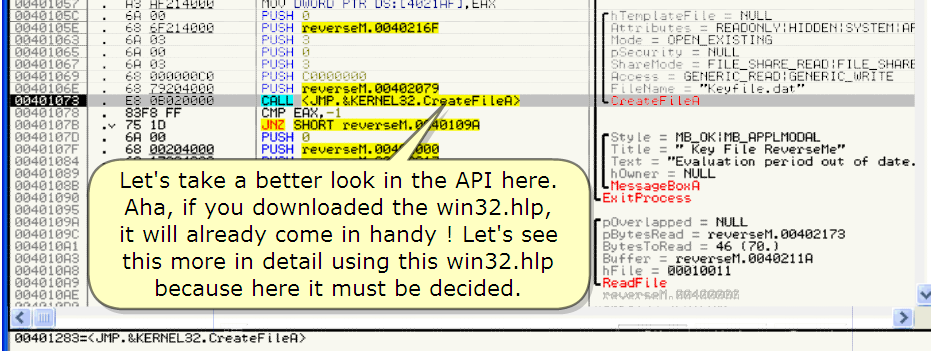 00401057 . A3 AF214000 MOV DWORD PTR DS:[4021AF],EAX
0040105C . 6A 00 PUSH 0 hTemplateFile = NULL
0040105E . 68 6F214000 PUSH reverseM.0040216F Attributes = READONLY|HIDDEN|SYSTEM|AR
00401063 . 6A 03 PUSH 3 Mode = OPEN_EXISTING
00401065 . 6A 00 PUSH 0 pSecurity = NULL
00401067 . 6A 03 PUSH 3 ShareMode = FILE_SHARE_READ|FILE_SHARE
00401069 . 68 000000C0 PUSH C0000000 Access = GENERIC_READ|GENERIC_WRITE
0040106E . 68 79204000 PUSH reverseM.00402079 FileName = "Keyfile.dat"
00401073 . E8 0B020000 CALL <JMP.&KERNEL32.CreateFileA> CreateFileA
00401078 . 83F8 FF CMP EAX,-1
0040107B .v 75 1D JNZ SHORT reverseM.0040109A
0040107D . 6A 00 PUSH 0 Style = MB_OK|MB_APPLMODAL
0040107F . 68 00204000 PUSH Title = " Key File ReverseMe"
00401084 Text = "Evaluation period out of date.
00401089 hOwner = NULL
0040108B MessageBoxA
00401090 ExitProcess
00401095
0040109A pOverlapped = NULL
0040109C pBytesRead = reverseM.00402173
004010A1 BytesToRead = 46 (70.)
004010A3 Buffer = reverseM.0040211A
004010A8 hFile = 00010011
004010A9 ReadFile
004010AE reverseM.00400000
Let's take a better look in the API here.
Aha, if you downloaded the win32.hlp,
it will already come in handy ! Let's see
this more in detail using this win32.hlp
because here it must be decided.
00401283=<JMP.&KERNEL32.CreateFileA>